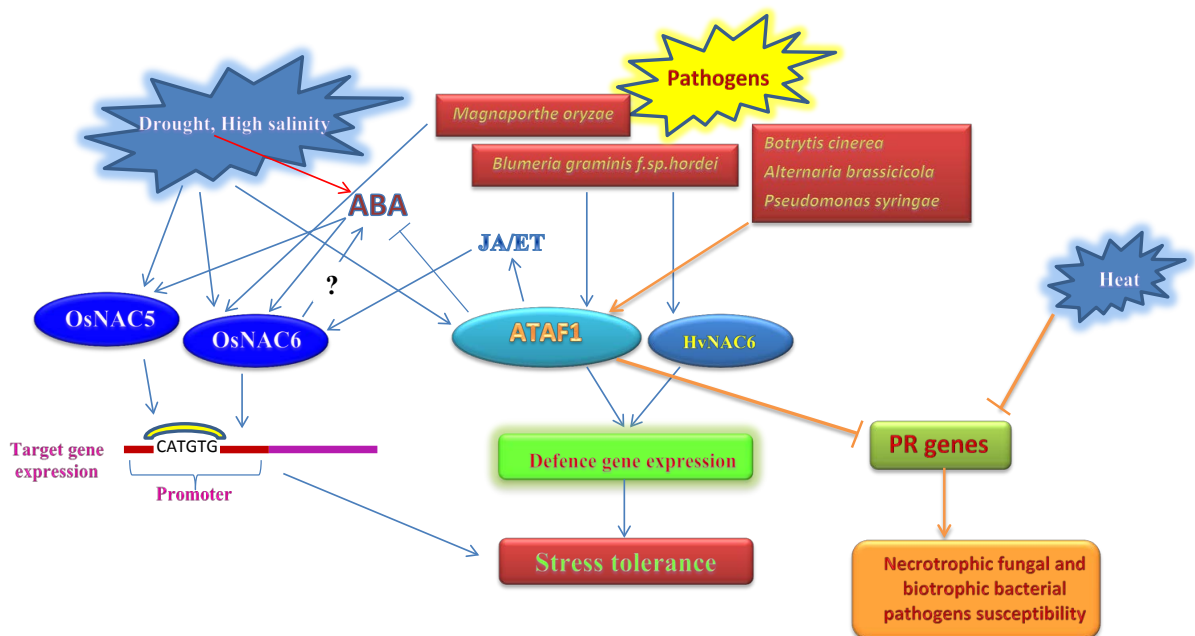 Pathogens
Drought, High salinity
Magnaporthe oryzae
Botrytis cinerea
Alternaria brassicicola
Pseudomonas syringae
Blumeria graminis f.sp.hordei
ABA
JA/ET
Heat
?
OsNAC5
OsNAC6
ATAF1
HvNAC6
Target gene
expression
CATGTG
Promoter
Defence gene expression
PR genes
Stress tolerance
Necrotrophic fungal and
biotrophic bacterial
pathogens susceptibility